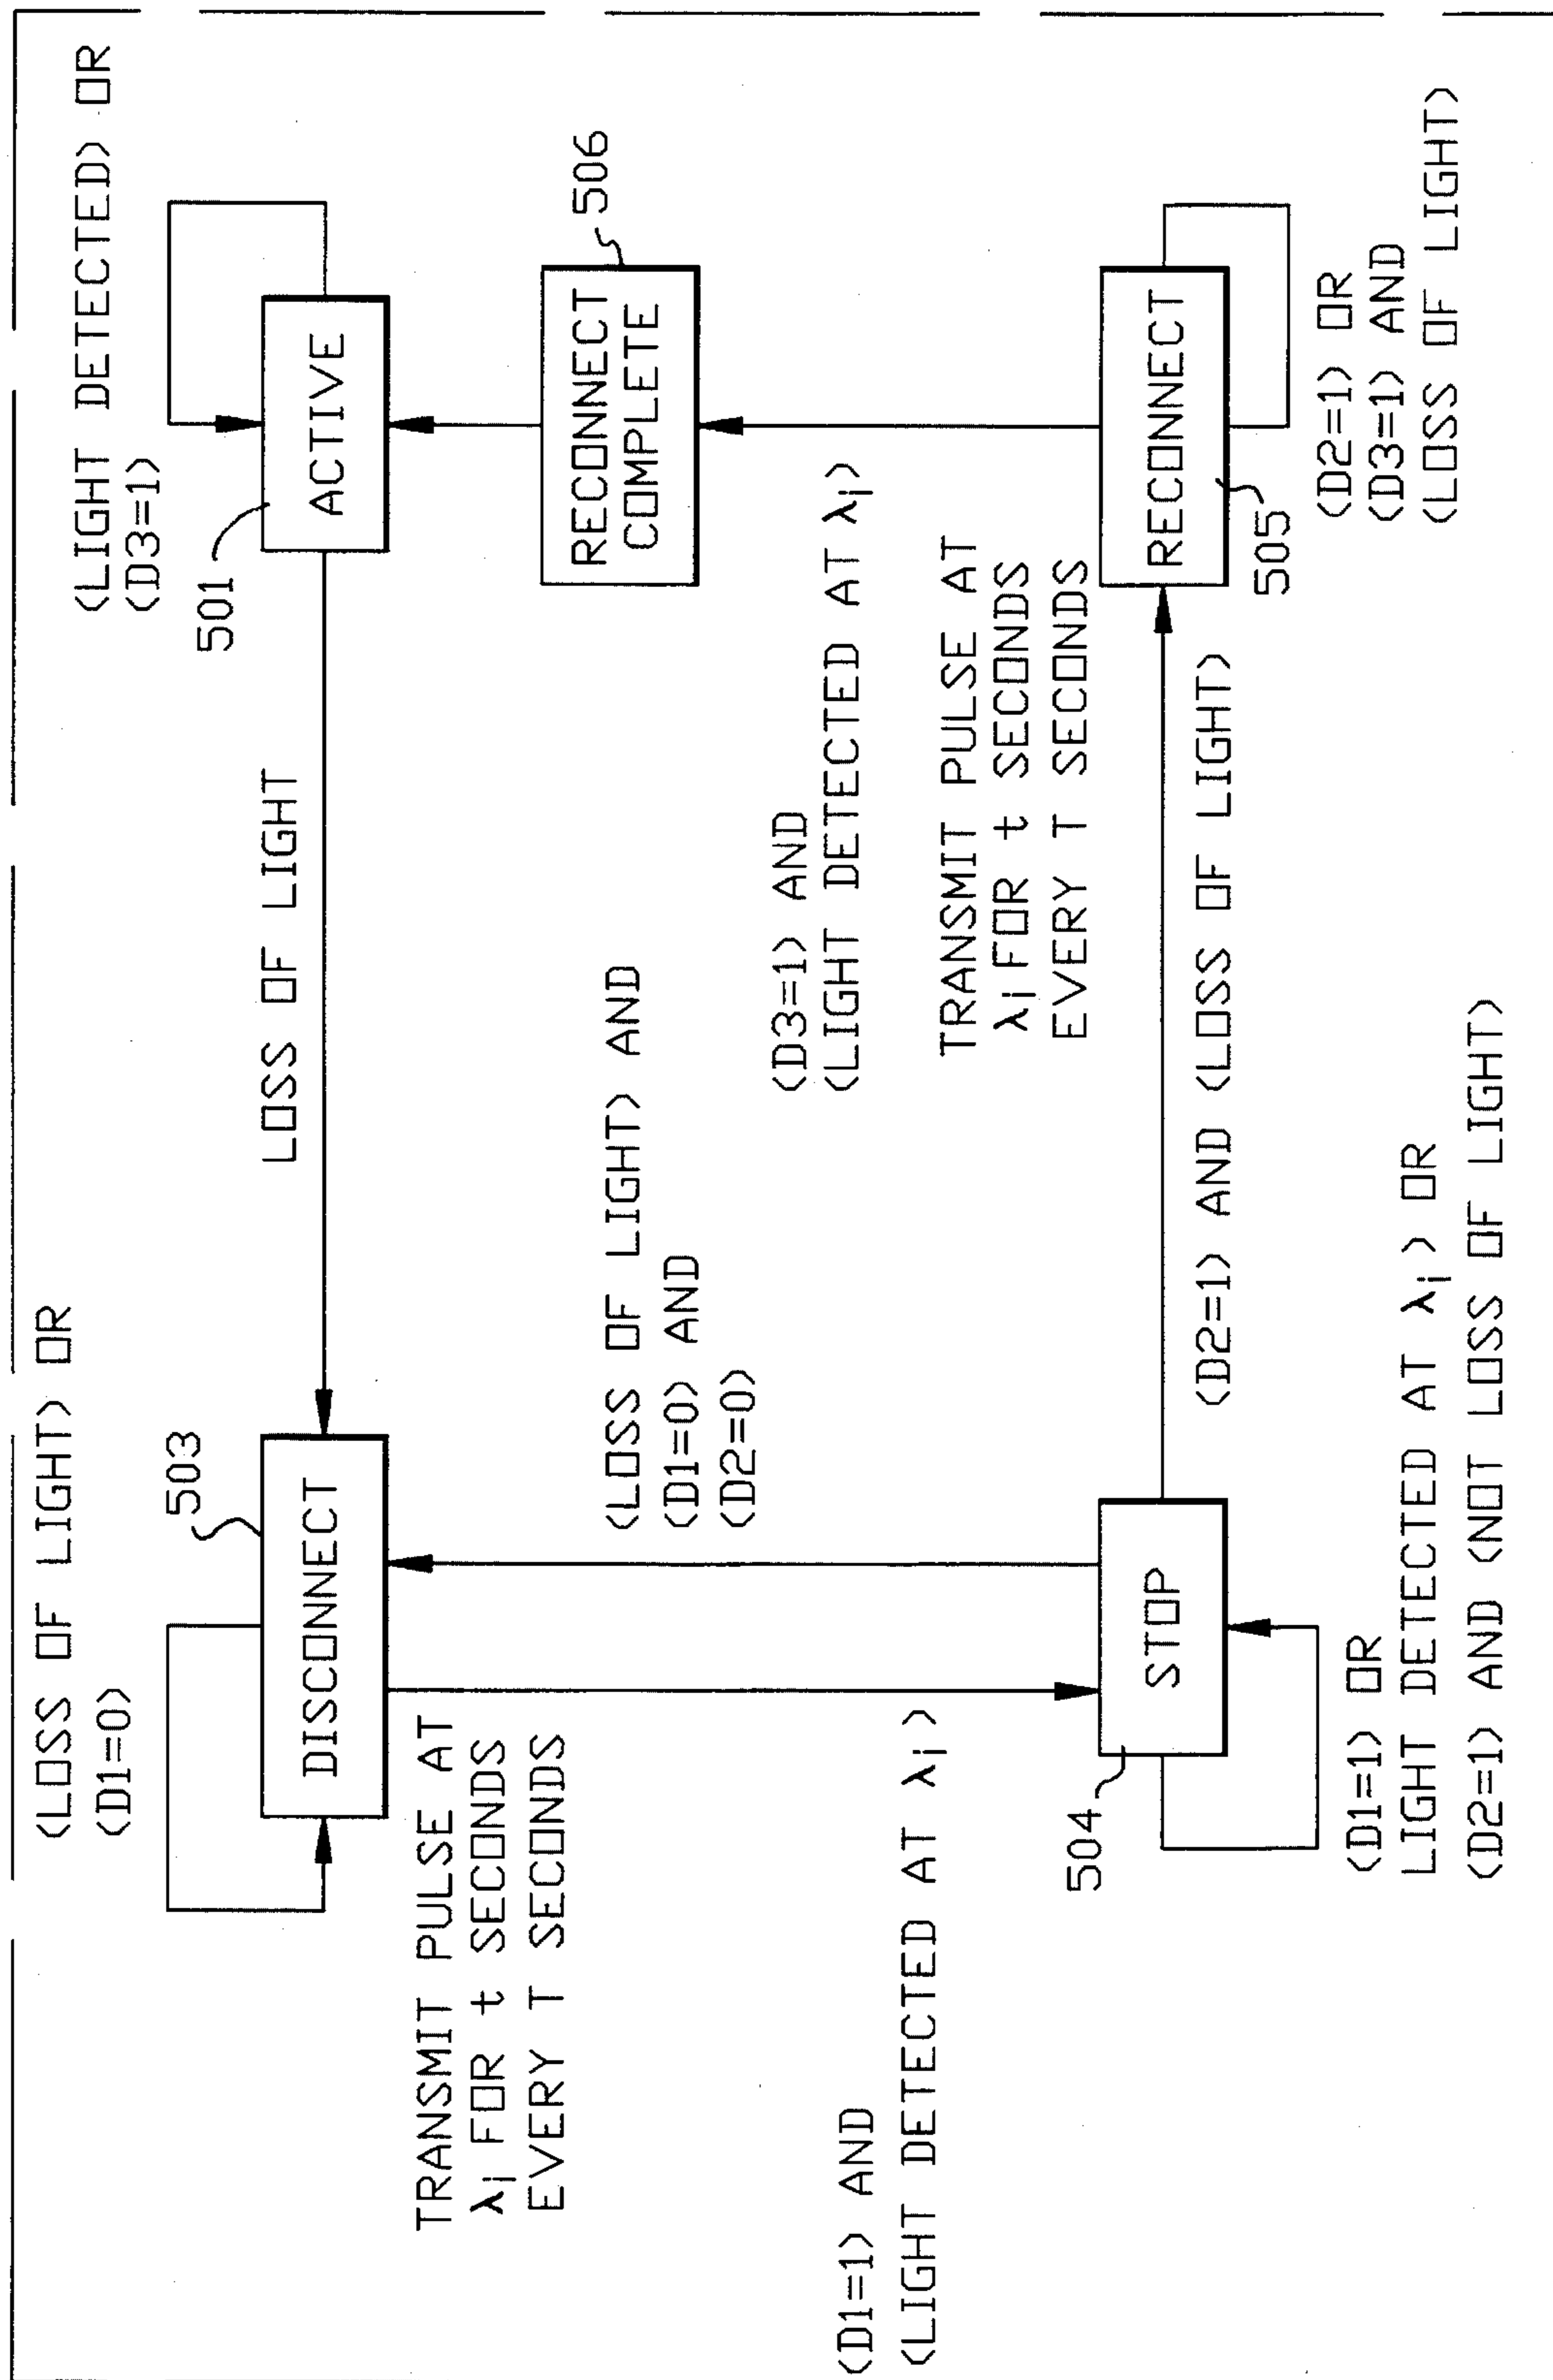 (LOSS OF LIGHT) OR
(D1=0)
503
DISCONNECT
TRANSMIT PULSE AT
λi FOR t SECONDS
EVERY T SECONDS
LOSS OF LIGHT
(LIGHT DETECTED) OR
(D3=1)
501
ACTIVE
506
RECONNECT
COMPLETE
(LOSS OF LIGHT) AND
(D1=0) AND
(D2=0)
(D1=1) AND
(LIGHT DETECTED AT λi)
(D3=1) AND
(LIGHT DETECTED AT λi)
TRANSMIT PULSE AT
λi FOR t SECONDS
EVERY T SECONDS
504
STOP
(D1=1) OR
LIGHT DETECTED AT λi) OR
(D2=1) AND (NOT LOSS OF LIGHT)
(D2=1) AND (LOSS OF LIGHT)
RECONNECT
505
(D2=1) OR
(D3=1) AND
(LOSS OF LIGHT)